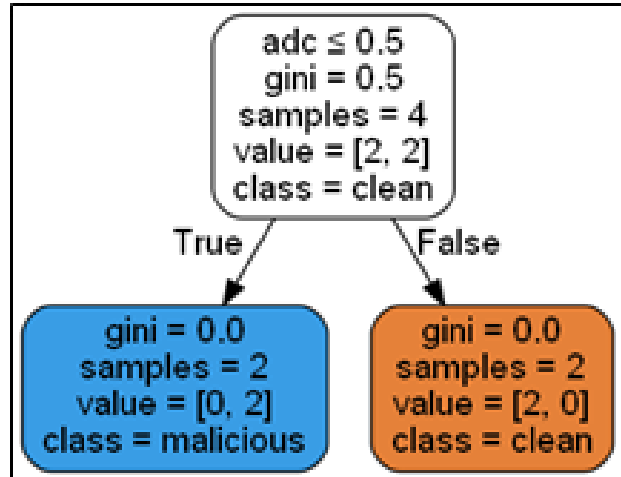 adc ≤ 0.5
gini = 0.5
samples = 4
value = [2, 2]
class = clean
True
False
gini = 0.0
samples = 2
value = [0, 2]
class = malicious
gini = 0.0
samples = 2
value = [2, 0]
class = clean